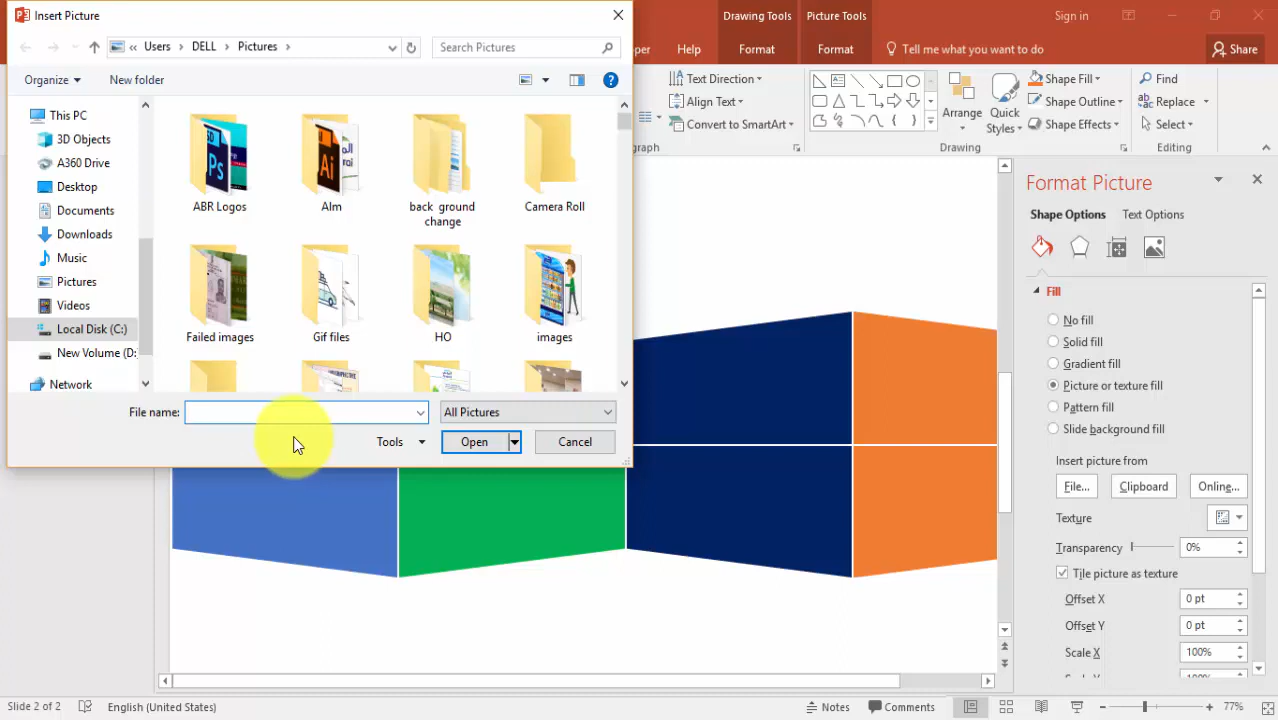 Insert Picture
« Users > DELL > Pictures >
Search Pictures
Organize
New folder
This PC
3D Objects
A360 Drive
Desktop
Documents
Downloads
Music
Pictures
Videos
Local Disk (C:)
New Volume (D:
Network
ABR Logos
Alm
back ground
change
Camera Roll
Failed images
Gif files
HO
images
File name:
All Pictures
Tools
Open
Cancel
Drawing Tools
Picture Tools
Sign in
Help
Format
Format
Tell me what you want to do
Share
Text Direction
Align Text
Convert to SmartArt
Arrange
Quick
Styles
Shape Fill
Shape Outline
Shape Effects
Find
Replace
Select
graph
Drawing
Editing
Format Picture
Shape Options
Text Options
Fill
No fill
Solid fill
Gradient fill
Picture or texture fill
Pattern fill
Slide background fill
Insert picture from
File...
Clipboard
Online...
Texture
Transparency
0%
Tile picture as texture
Offset X
0 pt
Offset Y
0 pt
Scale X
100%
100%
Slide 2 of 2
English (United States)
Notes
Comments
77%